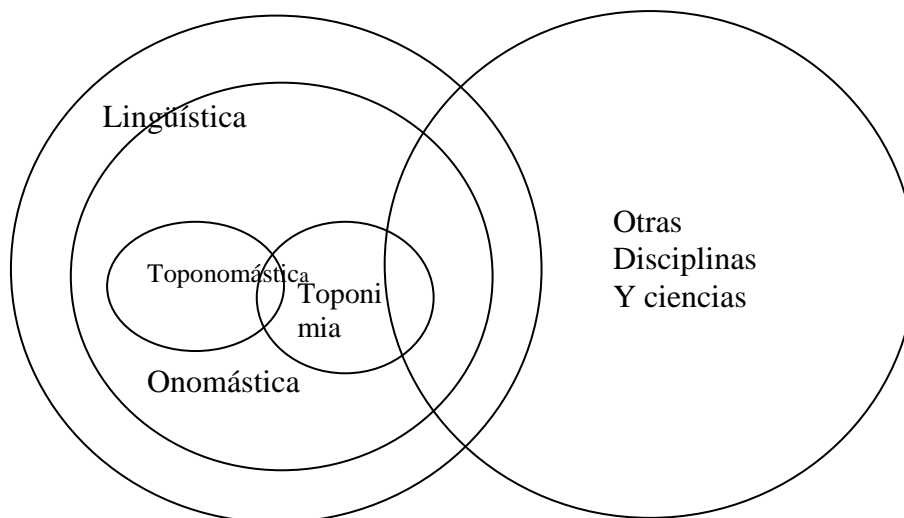 Lingüística
Otras
Disciplinas
Y ciencias
Toponomástica
Toponi
mia
Onomástica